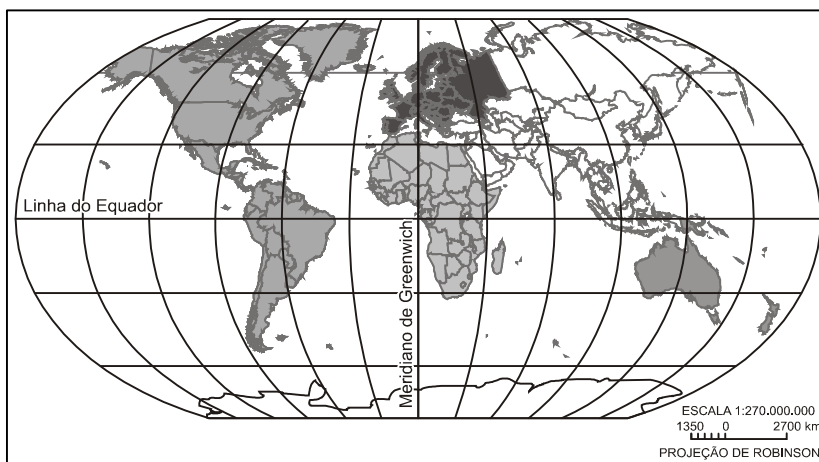 Linha do Equador
Meridiano de Greenwich
ESCALA 1:270.000.000
1350 0 2700 km
PROJEÇÃO DE ROBINSON